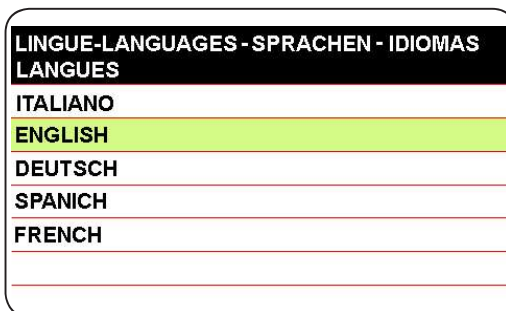 LINGUE-LANGUAGES - SPRACHEN - IDIOMAS
LANGUES
ITALIANO
ENGLISH
DEUTSCH
SPANICH
FRENCH